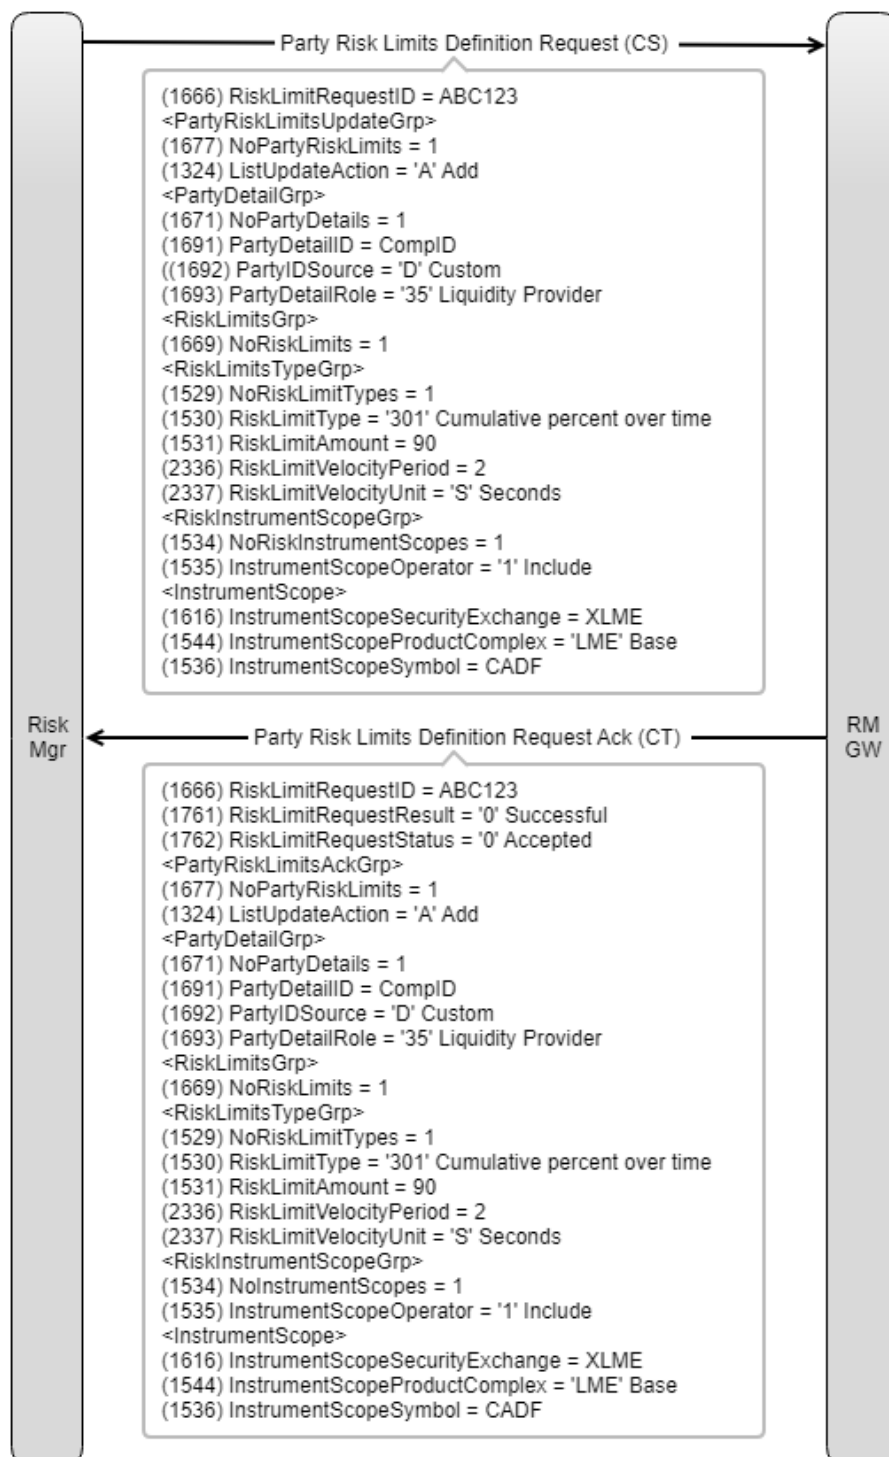 Party Risk Limits Definition Request (CS)
(1666) RiskLimitRequestID = ABC123
<PartyRiskLimitsUpdateGrp>
(1677) NoPartyRiskLimits = 1
(1324) ListUpdateAction = 'A' Add
<PartyDetailGrp>
(1671) NoPartyDetails = 1
(1691) PartyDetailID = CompID
((1692) PartyIDSource = 'D' Custom
(1693) PartyDetailRole = '35' Liquidity Provider
<RiskLimitsGrp>
(1669) NoRiskLimits = 1
<RiskLimitsTypeGrp>
(1529) NoRiskLimitTypes = 1
(1530) RiskLimitType = '301' Cumulative percent over time
(1531) RiskLimitAmount = 90
(2336) RiskLimitVelocityPeriod = 2
(2337) RiskLimitVelocityUnit = 'S' Seconds
<RiskInstrumentScopeGrp>
(1534) NoRiskInstrumentScopes = 1
(1535) InstrumentScopeOperator = '1' Include
<InstrumentScope>
(1616) InstrumentScopeSecurityExchange = XLME
(1544) InstrumentScopeProductComplex = 'LME' Base
(1536) InstrumentScopeSymbol = CADF
Risk
Mgr
Party Risk Limits Definition Request Ack (CT)
RM
GW
(1666) RiskLimitRequestID = ABC123
(1761) RiskLimitRequestResult = '0' Successful
(1762) RiskLimitRequestStatus = '0' Accepted
<PartyRiskLimitsAckGrp>
(1677) NoPartyRiskLimits = 1
(1324) ListUpdateAction = 'A' Add
<PartyDetailGrp>
(1671) NoPartyDetails = 1
(1691) PartyDetailID = CompID
(1692) PartyIDSource = 'D' Custom
(1693) PartyDetailRole = '35' Liquidity Provider
<RiskLimitsGrp>
(1669) NoRiskLimits = 1
<RiskLimitsTypeGrp>
(1529) NoRiskLimitTypes = 1
(1530) RiskLimitType = '301' Cumulative percent over time
(1531) RiskLimitAmount = 90
(2336) RiskLimitVelocityPeriod = 2
(2337) RiskLimitVelocityUnit = 'S' Seconds
<RiskInstrumentScopeGrp>
(1534) NoInstrumentScopes = 1
(1535) InstrumentScopeOperator = '1' Include
<InstrumentScope>
(1616) InstrumentScopeSecurityExchange = XLME
(1544) InstrumentScopeProductComplex = 'LME' Base
(1536) InstrumentScopeSymbol = CADF